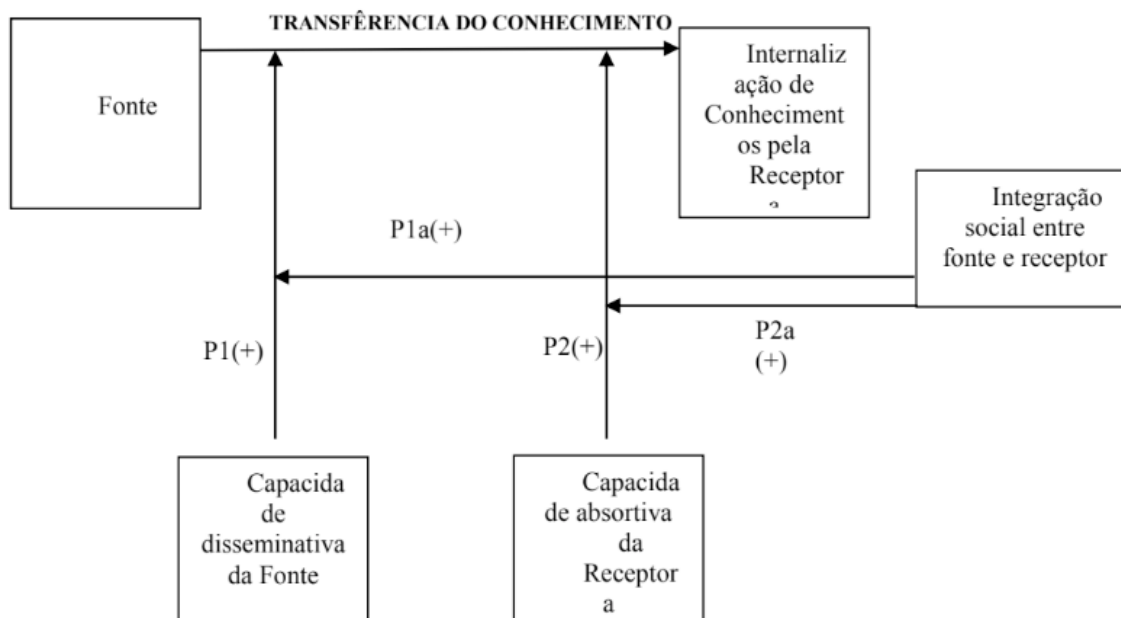 TRANSFÊRENCIA DO CONHECIMENTO
Fonte
Internaliz
ação de
Conheciment
os pela
Receptor
a
Integração
social entre
fonte e receptor
P1a(+)
P1(+)
P2(+)
P2a
(+)
Capacida
de
disseminativa
da Fonte
Capacida
de absortiva
da
Receptor
a